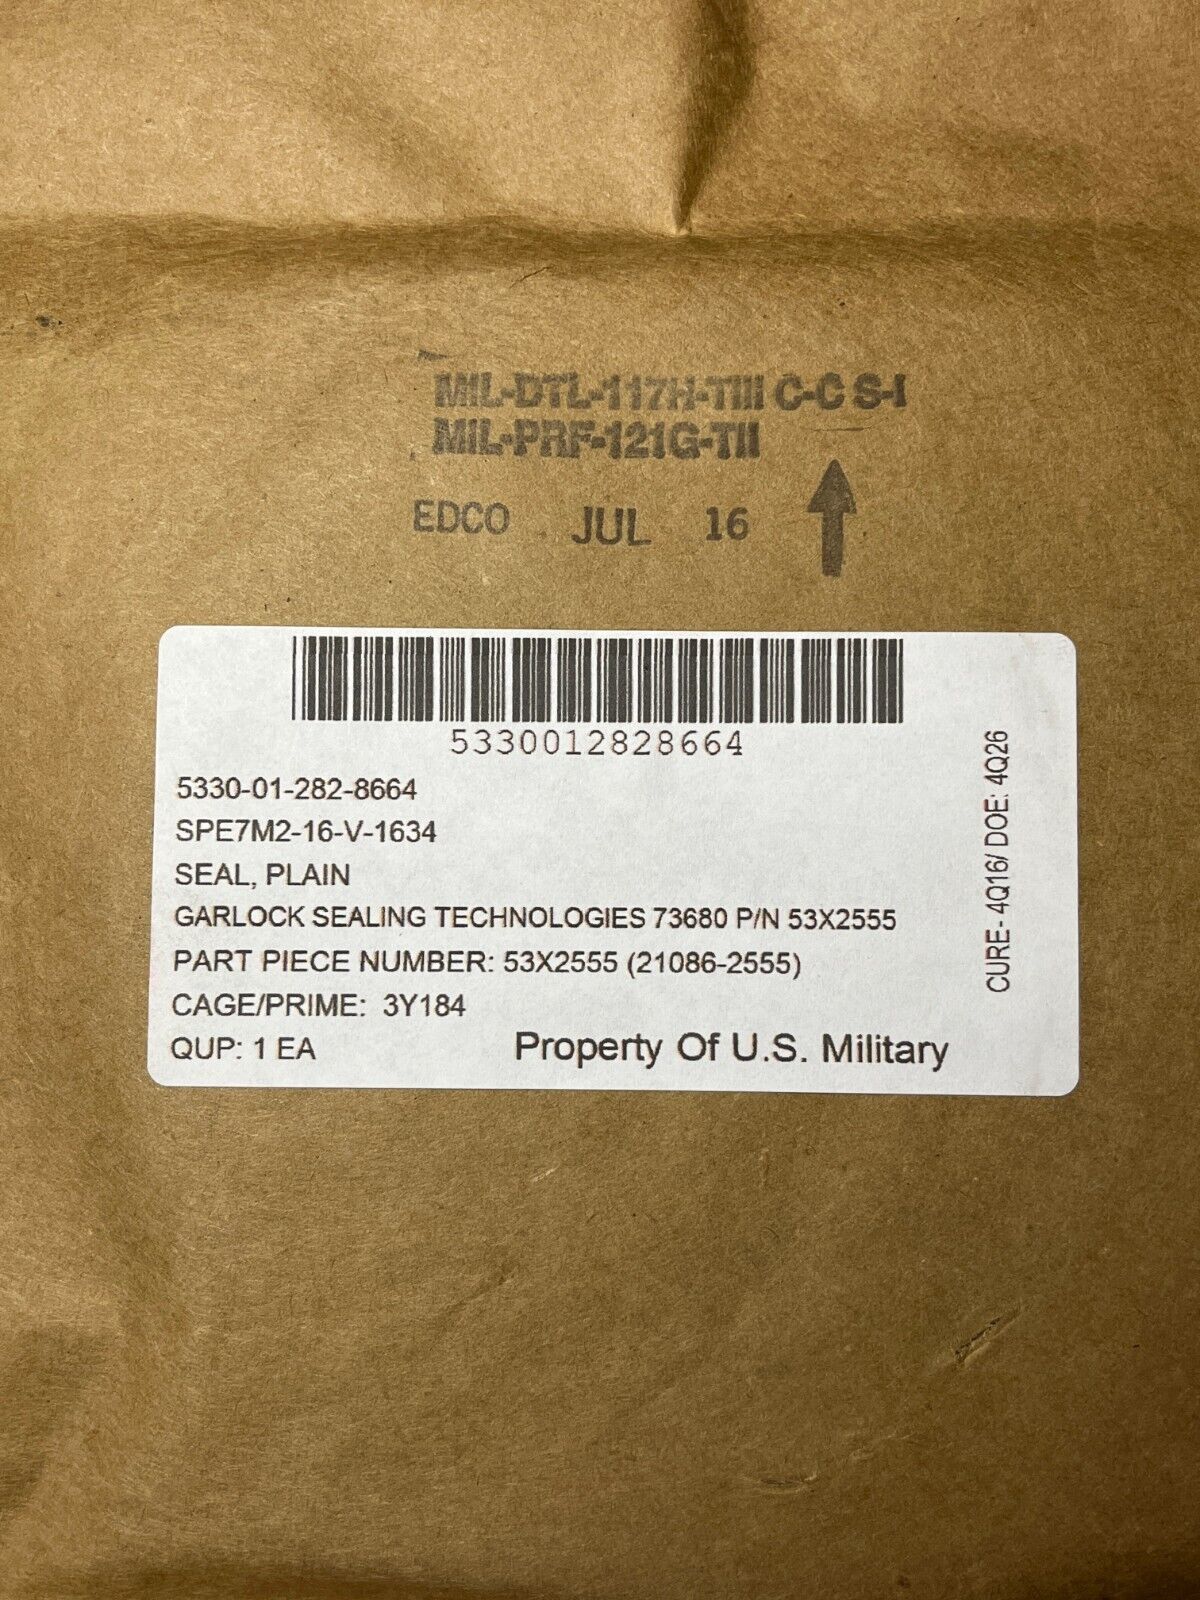 MIL-DTL-117H-TIII C-C S-I
MIL-PRF-121G-TII
EDCO JUL 16
5330012828664
5330-01-282-8664
SPE7M2-16-V-1634
SEAL, PLAIN
GARLOCK SEALING TECHNOLOGIES 73680 P/N 53X2555
PART PIECE NUMBER: 53X2555 (21086-2555)
CAGE/PRIME: 3Y184
QUP: 1 EA
Property Of U.S. Military
CURE- 4Q16/ DOE: 4Q26